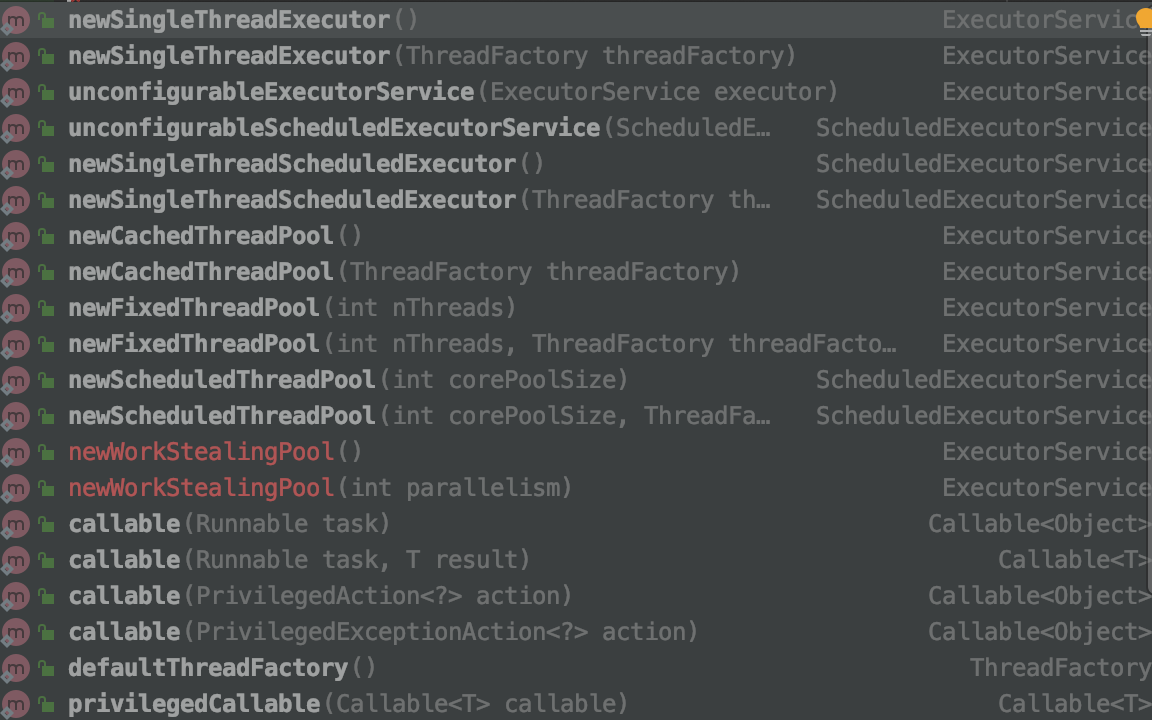 newSingleThreadExecutor() ExecutorService
newSingleThreadExecutor(ThreadFactory threadFactory) ExecutorService
unconfigurableExecutorService(ExecutorService executor) ExecutorService
unconfigurableScheduledExecutorService(ScheduledE… ScheduledExecutorService
newSingleThreadScheduledExecutor() ScheduledExecutorService
newSingleThreadScheduledExecutor(ThreadFactory th… ScheduledExecutorService
newCachedThreadPool() ExecutorService
newCachedThreadPool(ThreadFactory threadFactory) ExecutorService
newFixedThreadPool(int nThreads) ExecutorService
newFixedThreadPool(int nThreads, ThreadFactory threadFacto… ExecutorService
newScheduledThreadPool(int corePoolSize) ScheduledExecutorService
newScheduledThreadPool(int corePoolSize, ThreadFa… ScheduledExecutorService
newWorkStealingPool() ExecutorService
newWorkStealingPool(int parallelism) ExecutorService
callable(Runnable task) Callable<Object>
callable(Runnable task, T result) Callable<T>
callable(PrivilegedAction<?> action) Callable<Object>
callable(PrivilegedExceptionAction<?> action) Callable<Object>
defaultThreadFactory() ThreadFactory
privilegedCallable(Callable<T> callable) Callable<T>